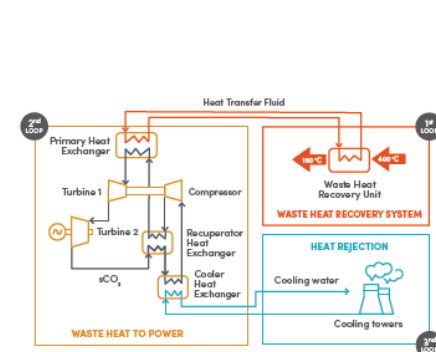 Heat Transfer Fluid
2nd
LOOP
1st
LOOP
Primary Heat
Exchanger
160°C
400°C
Waste Heat
Recovery Unit
Turbine 1
Compressor
WASTE HEAT RECOVERY SYSTEM
Turbine 2
Recuperator
Heat
Exchanger
HEAT REJECTION
sCO2
Cooler
Heat
Exchanger
Cooling water
Cooling towers
WASTE HEAT TO POWER
3rd
LOOP